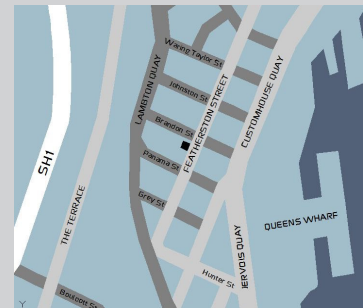 Waring Taylor St
Johnston St
LAMBTON QUAY
Brandon St
FEATHERSTON STREET
CUSTOMHOUSE QUAY
Panama St
SH1
THE TERRACE
Grey St
QUEENS WHARF
JERVOIS QUAY
Hunter St
Boulcott St